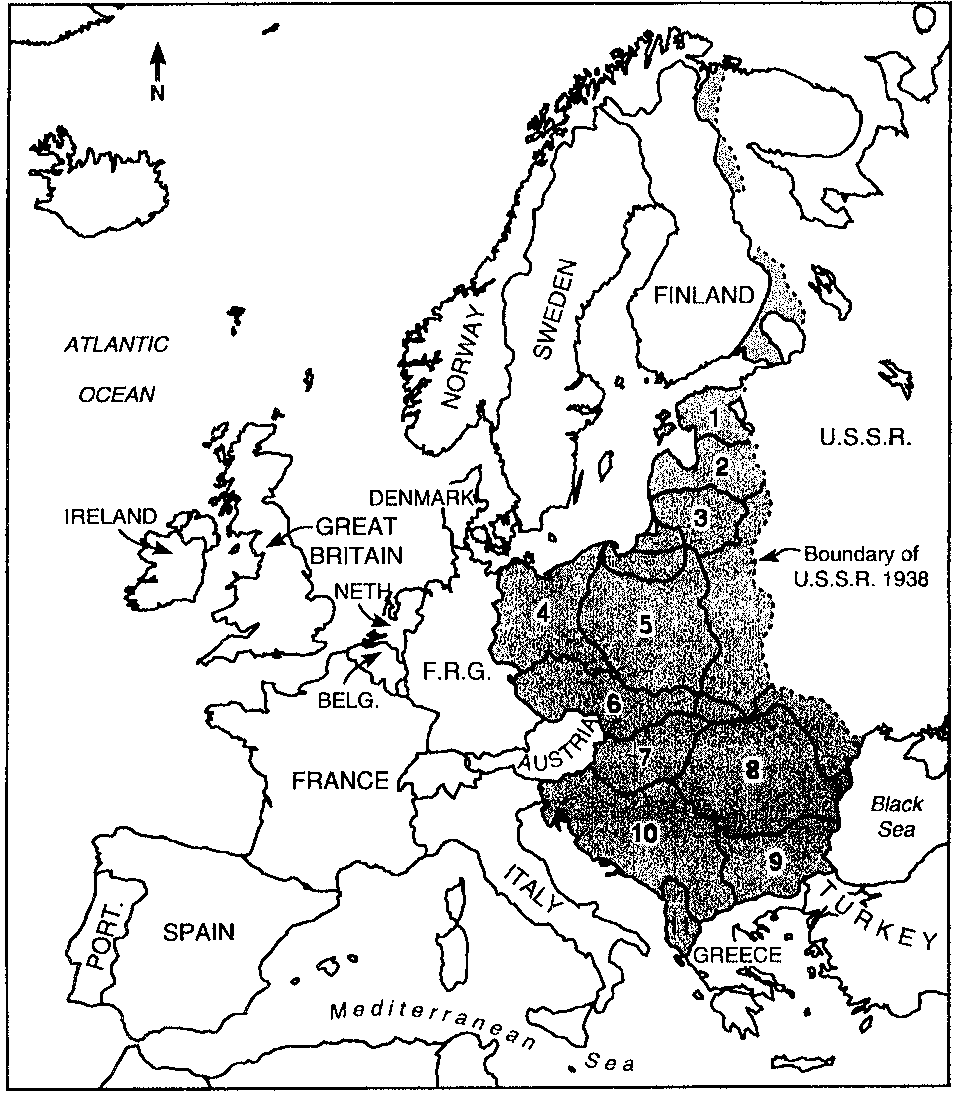 N
ATLANTIC
OCEAN
NORWAY
SWEDEN
FINLAND
U.S.S.R.
1
2
3
DENMARK
IRELAND
GREAT
BRITAIN
NETH.
Boundary of
U.S.S.R. 1938
4
5
F.R.G.
BELG.
6
AUSTRIA
7
8
FRANCE
Black
Sea
10
9
ITALY
TURKEY
PORT.
SPAIN
11
GREECE
Mediterranean
Sea